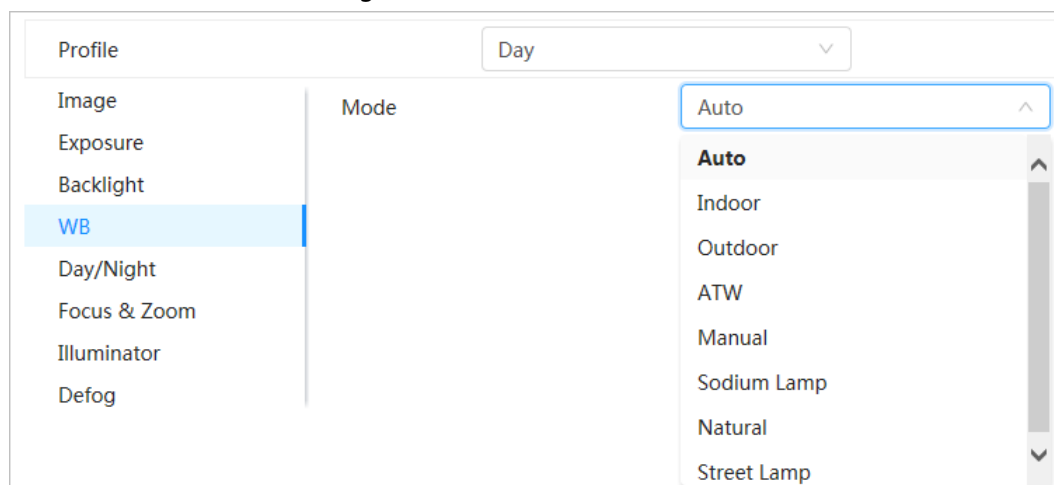 Profile Day
Image Mode Auto
Exposure
Auto
Backlight
Indoor
WB
Outdoor
Day/Night
ATW
Focus & Zoom
Manual
Illuminator
Sodium Lamp
Defog
Natural
Street Lamp